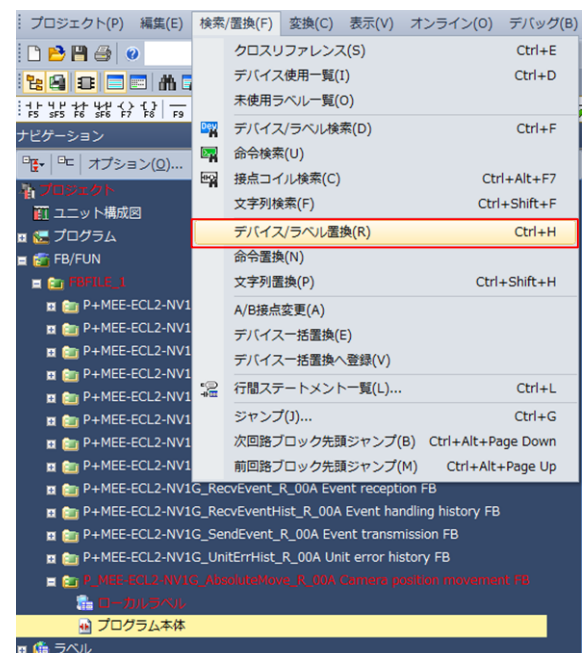 プロジェクト(P) 編集(E) 検索/置換(F) 変換(C) 表示(V) オンライン(O) デバッグ(B)
クロスリファレンス(S) Ctrl+E
デバイス使用一覧(I) Ctrl+D
未使用ラベル一覧(O)
F5 sF5 F6 sF6 F7 F8 F9
デバイス/ラベル検索(D) Ctrl+F
命令検索(U)
接点コイル検索(C) Ctrl+Alt+F7
文字列検索(F) Ctrl+Shift+F
デバイス/ラベル置換(R) Ctrl+H
命令置換(N)
文字列置換(P) Ctrl+Shift+H
A/B接点変更(A)
デバイス一括置換(E)
デバイス一括置換へ登録(V)
行間ステートメント一覧(L)... Ctrl+L
ジャンプ(J)... Ctrl+G
次回路ブロック先頭ジャンプ(B) Ctrl+Alt+Page Down
前回路ブロック先頭ジャンプ(M) Ctrl+Alt+Page Up
ナビゲーション
オプション(O)...
プロジェクト
ユニット構成図
プログラム
FB/FUN
FBFILE_1
P+MEE-ECL2-NV1
P+MEE-ECL2-NV1
P+MEE-ECL2-NV1
P+MEE-ECL2-NV1
P+MEE-ECL2-NV1
P+MEE-ECL2-NV1
P+MEE-ECL2-NV1
P+MEE-ECL2-NV1
P+MEE-ECL2-NV1G_RecvEvent_R_00A Event reception FB
P+MEE-ECL2-NV1G_RecvEventHist_R_00A Event handling history FB
P+MEE-ECL2-NV1G_SendEvent_R_00A Event transmission FB
P+MEE-ECL2-NV1G_UnitErrHist_R_00A Unit error history FB
P_MEE-ECL2-NV1G_AbsoluteMove_R_00A Camera position movement FB
ローカルラベル
プログラム本体
ラベル